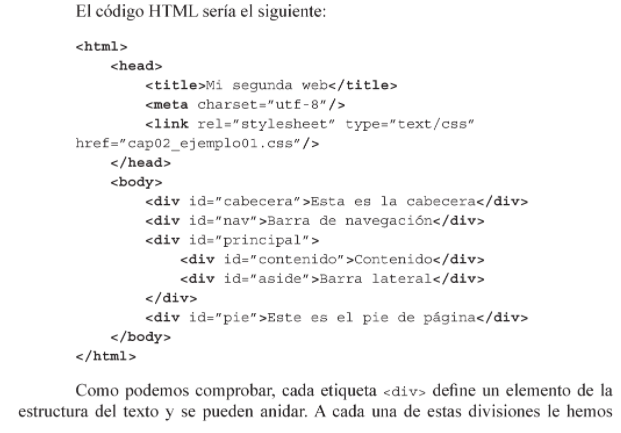 El código HTML sería el siguiente:
<html>
<head>
<title>Mi segunda web</title>
<meta charset="utf-8"/>
<link rel="stylesheet" type="text/css"
href="cap02_ejemplo01.css"/>
</head>
<body>
<div id="cabecera">Esta es la cabecera</div>
<div id="nav">Barra de navegación</div>
<div id="principal">
<div id="contenido">Contenido</div>
<div id="aside">Barra lateral</div>
</div>
<div id="pie">Este es el pie de página</div>
</body>
</html>
Como podemos comprobar, cada etiqueta <div> define un elemento de la
estructura del texto y se pueden anidar. A cada una de estas divisiones le hemos